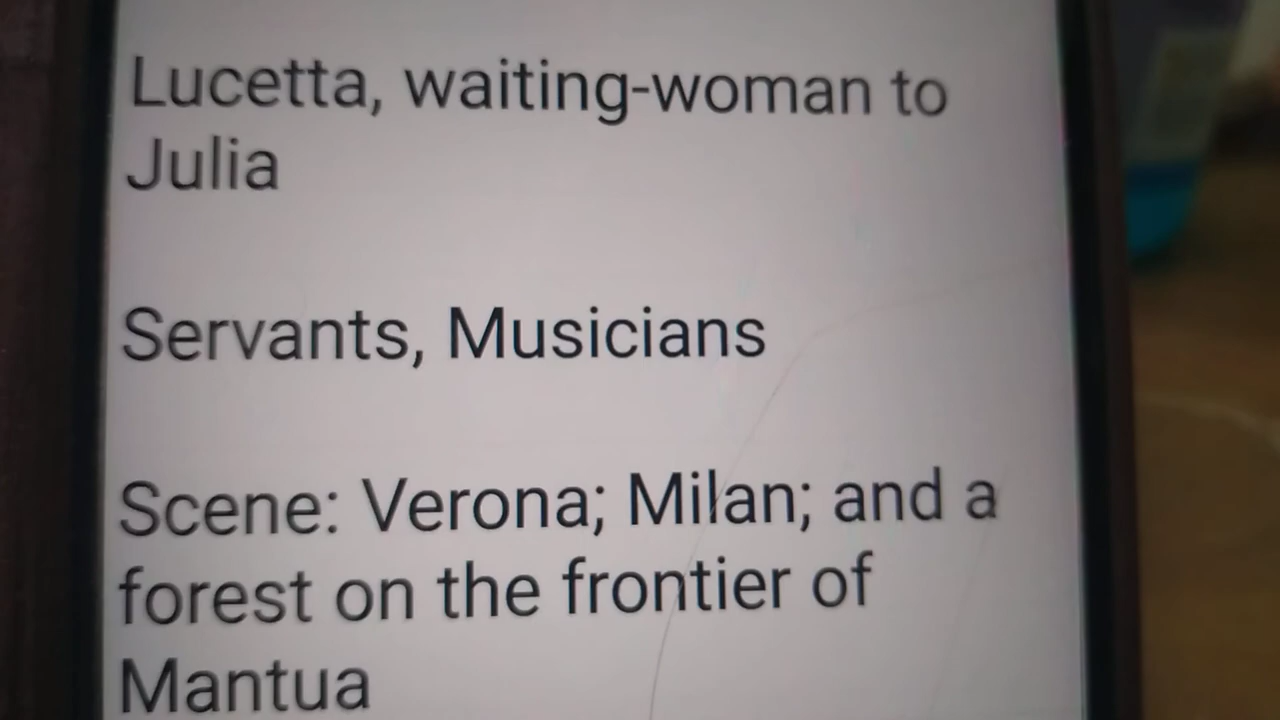 Lucetta, waiting-woman to
Julia
Servants, Musicians
Scene: Verona; Milan; and a
forest on the frontier of
Mantua